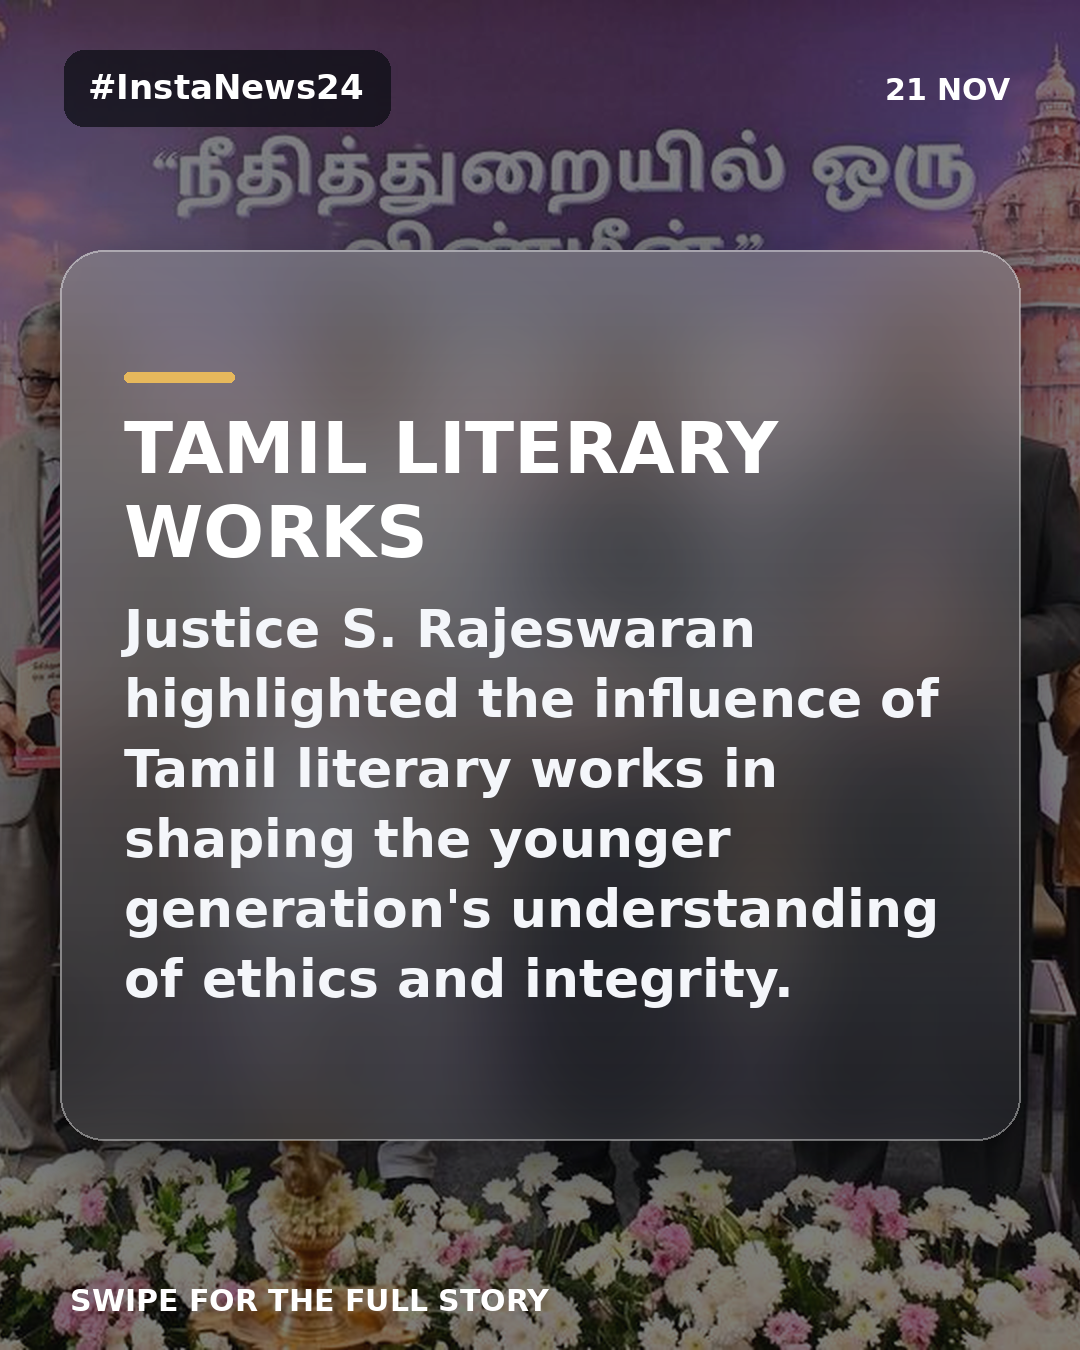 #InstaNews24
21 NOV
“நீதித்துறையில் ஒரு
விண்மீன்”
TAMIL LITERARY
WORKS
Justice S. Rajeswaran
highlighted the influence of
Tamil literary works in
shaping the younger
generation's understanding
of ethics and integrity.
SWIPE FOR THE FULL STORY